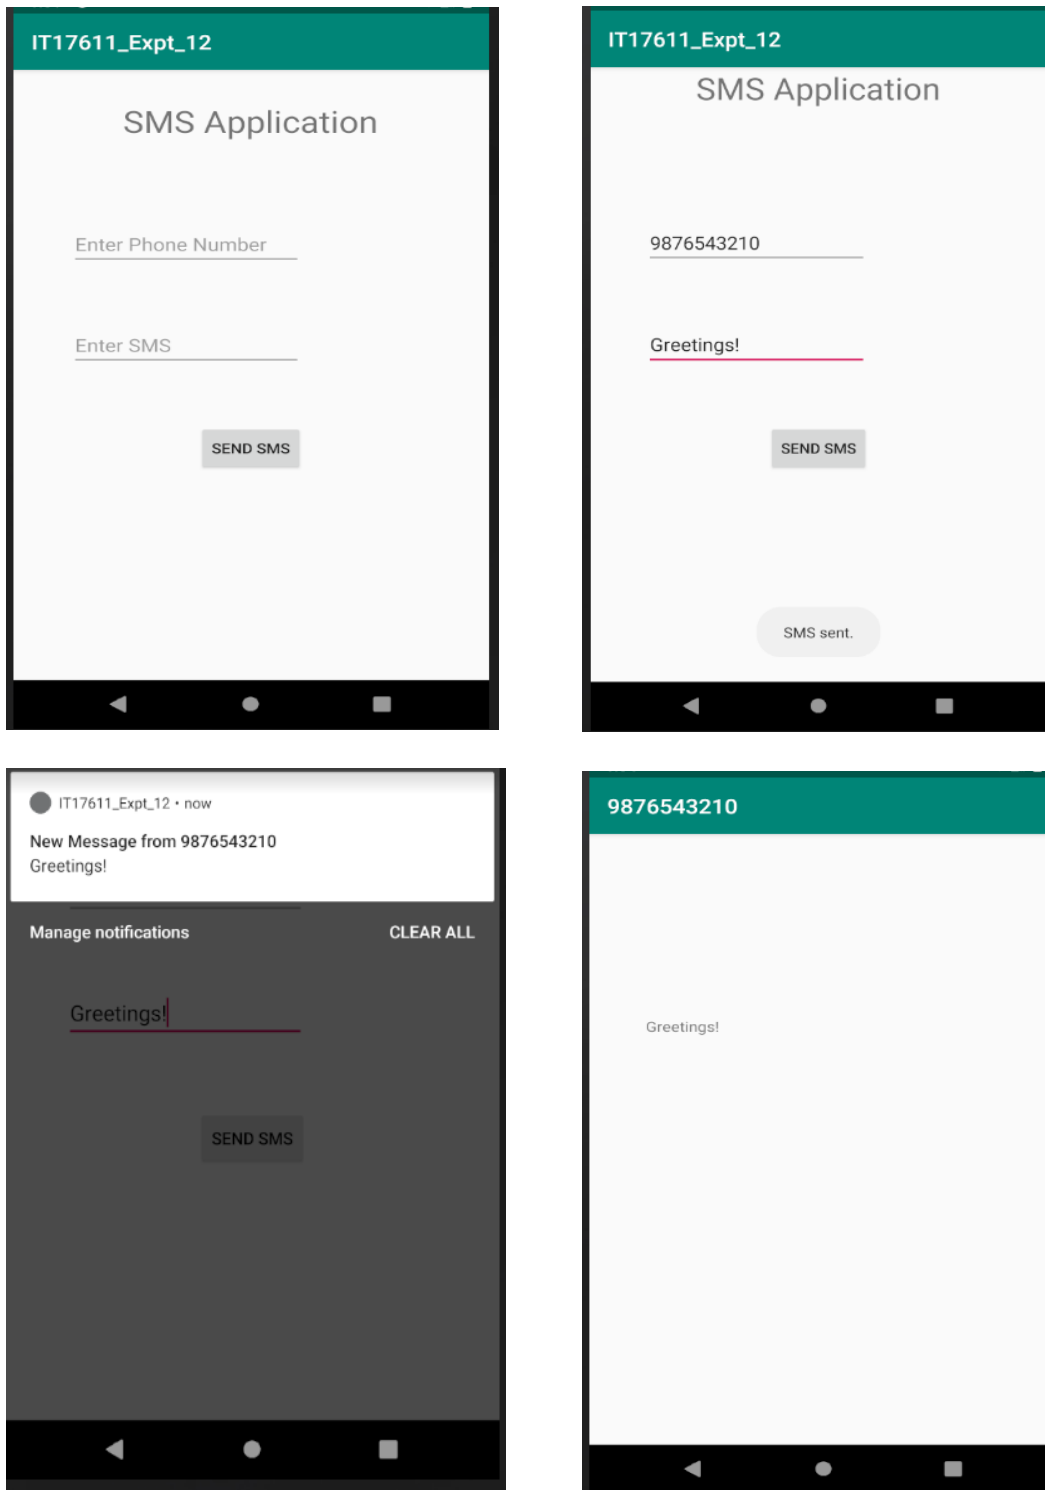 IT17611_Expt_12
SMS Application
Enter Phone Number
Enter SMS
SEND SMS
IT17611_Expt_12
SMS Application
9876543210
Greetings!
SEND SMS
SMS sent.
IT17611_Expt_12 • now
New Message from 9876543210
Greetings!
Manage notifications CLEAR ALL
Greetings!
SEND SMS
9876543210
Greetings!